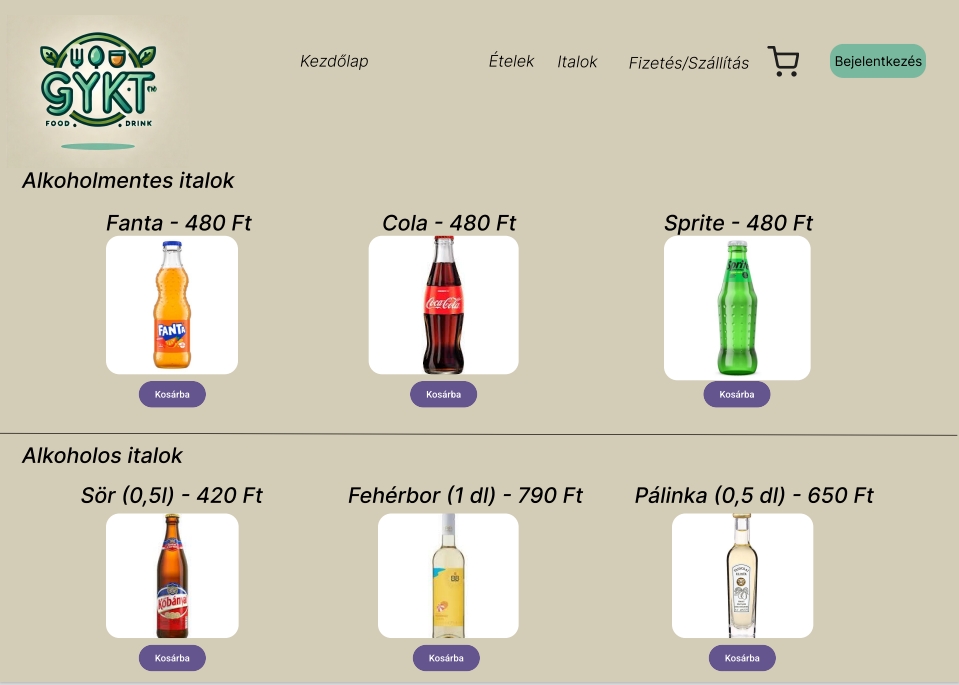 GYKT
FOOD DRINK
Kezdőlap
Ételek
Italok
Fizetés/Szállítás
Bejelentkezés
Alkoholmentes italok
Fanta - 480 Ft
Cola - 480 Ft
Sprite - 480 Ft
FANTA
Coca-Cola
Sprite
Kosárba
Kosárba
Kosárba
Alkoholos italok
Sör (0,5l) - 420 Ft
Fehérbor (1 dl) - 790 Ft
Pálinka (0,5 dl) - 650 Ft
Kőbányai
Kosárba
Kosárba
Kosárba